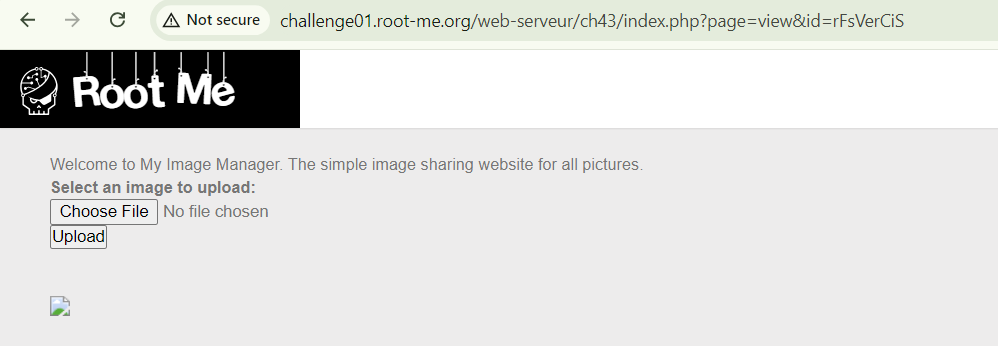 Not secure challenge01.root-me.org/web-serveur/ch43/index.php?page=view&id=rFsVerCiS
Root Me
Welcome to My Image Manager. The simple image sharing website for all pictures.
Select an image to upload:
Choose File No file chosen
Upload